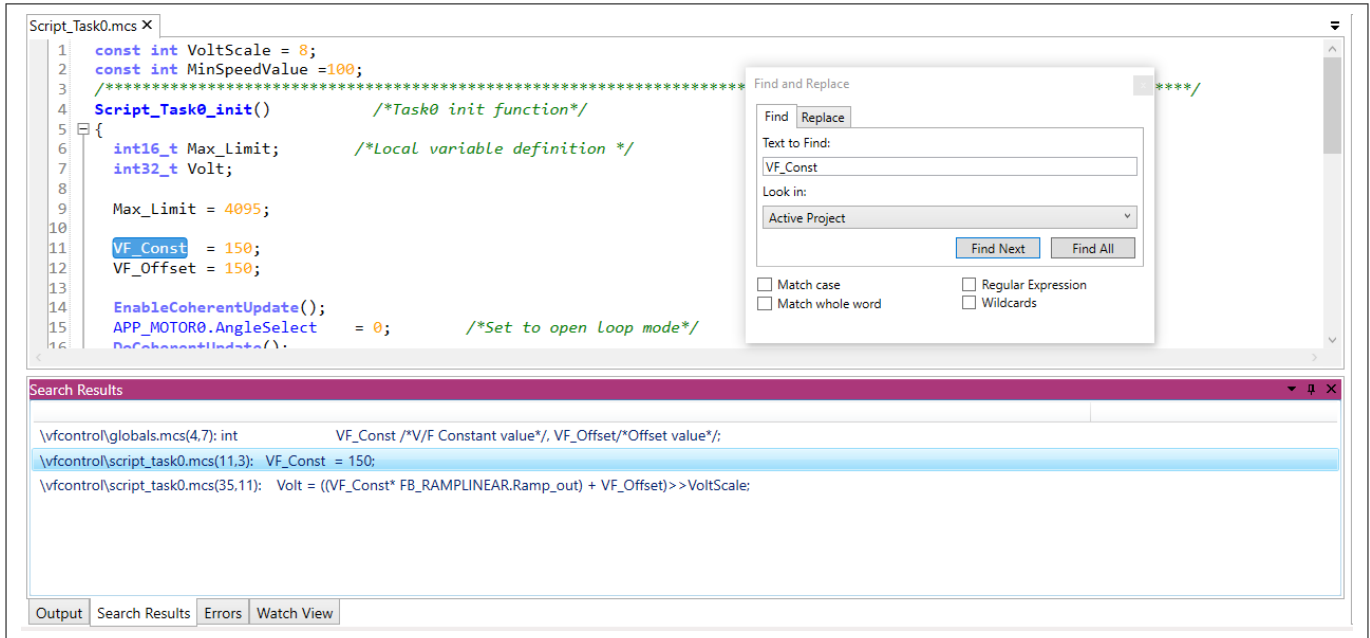 Script_Task0.mcs X
1 const int VoltScale = 8;
2 const int MinSpeedValue =100;
3 /*******************************************************************************************************************/
4 Script_Task0_init() /*Task0 init function*/
5 {
6 int16_t Max_Limit; /*Local variable definition */
7 int32_t Volt;
8
9 Max_Limit = 4095;
10
11 VF_Const = 150;
12 VF_Offset = 150;
13
14 EnableCoherentUpdate();
15 APP_MOTOR0.AngleSelect = 0; /*Set to open loop mode*/
16 DoCoherentUpdate();
Find and Replace
Find Replace
Text to Find:
VF_Const
Look in:
Active Project
Find Next Find All
Match case Regular Expression
Match whole word Wildcards
Search Results
\vfcontrol\globals.mcs(4,7): int VF_Const /*V/F Constant value*/, VF_Offset/*Offset value*/;
\vfcontrol\script_task0.mcs(11,3): VF_Const = 150;
\vfcontrol\script_task0.mcs(35,11): Volt = ((VF_Const* FB_RAMPLINEAR.Ramp_out) + VF_Offset)>>VoltScale;
Output Search Results Errors Watch View